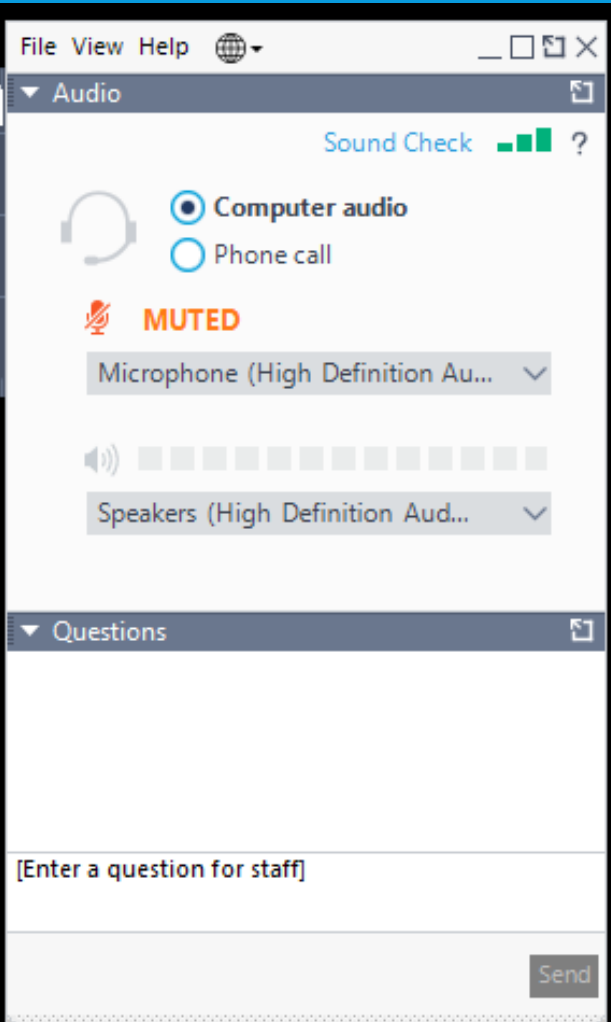 File View Help
Audio
Sound Check ?
Computer audio
Phone call
MUTED
Microphone (High Definition Au...
Speakers (High Definition Aud...
Questions
[Enter a question for staff]
Send